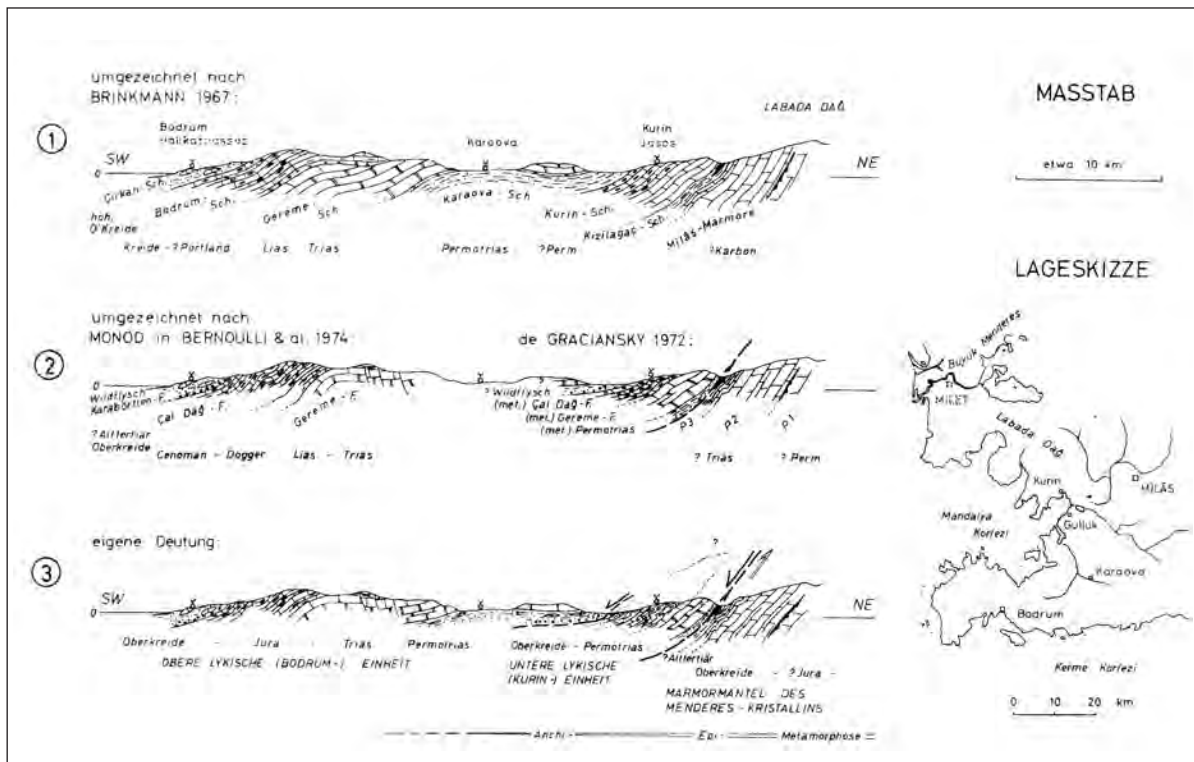 umgezeichnet nach
BRINKMANN 1967:
①
Bodrum
Karaova
Kurin
Jasos
LABADA DAĞ
SW
0
NE
Çirkan-Sch.
Bodrum-Sch.
Gereme-Sch
Karaova-Sch
Kurin-Sch.
Kizilagaç-Sch.
Milâs-Marmore
hoh.
O'Kreide
Kreide-?Portland
Lias Trias
Permotrias
?Perm
?Karbon
umgezeichnet nach
MONOD in BERNOULLI & al. 1974:
de GRACIANSKY 1972:
②
0
Wildflysch
Karaböttlen-F.
Çal Dağ-F.
Gereme-F.
? Wildflysch
(met.) Çal Dağ-F.
(met.) Gereme-F.
(met.) Permotrias
P3 P2 P1
?Alttertiär
Oberkreide
Cenoman-Dogger
Lias-Trias
? Trias
? Perm
eigene Deutung:
③
?
SW
0
NE
Oberkreide - Jura - Trias Permotrias
OBERE LYKISCHE (BODRUM-) EINHEIT
Oberkreide-Permotrias
UNTERE LYKISCHE
(KURIN-) EINHEIT
?Alttertiär
Oberkreide - ?Jura-
MARMORMANTEL DES
MENDERES-KRISTALLINS
Anchi- Epi- Metamorphose
MASSTAB
etwa 10 km
LAGESKIZZE
Büyük Menderes
MILET
Labada Dağ
Kurin
MILÂS
Mandalya
Korfezi
Gulluk
Karaova
Bodrum
Kerme Korfezi
0 10 20 km